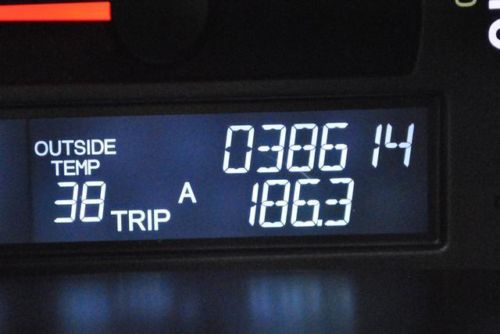 OUTSIDE
TEMP
38
TRIP A
038614
186.3